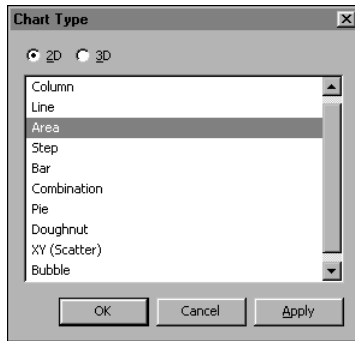 Chart Type
2D 3D
Column
Line
Area
Step
Bar
Combination
Pie
Doughnut
XY (Scatter)
Bubble
OK Cancel Apply